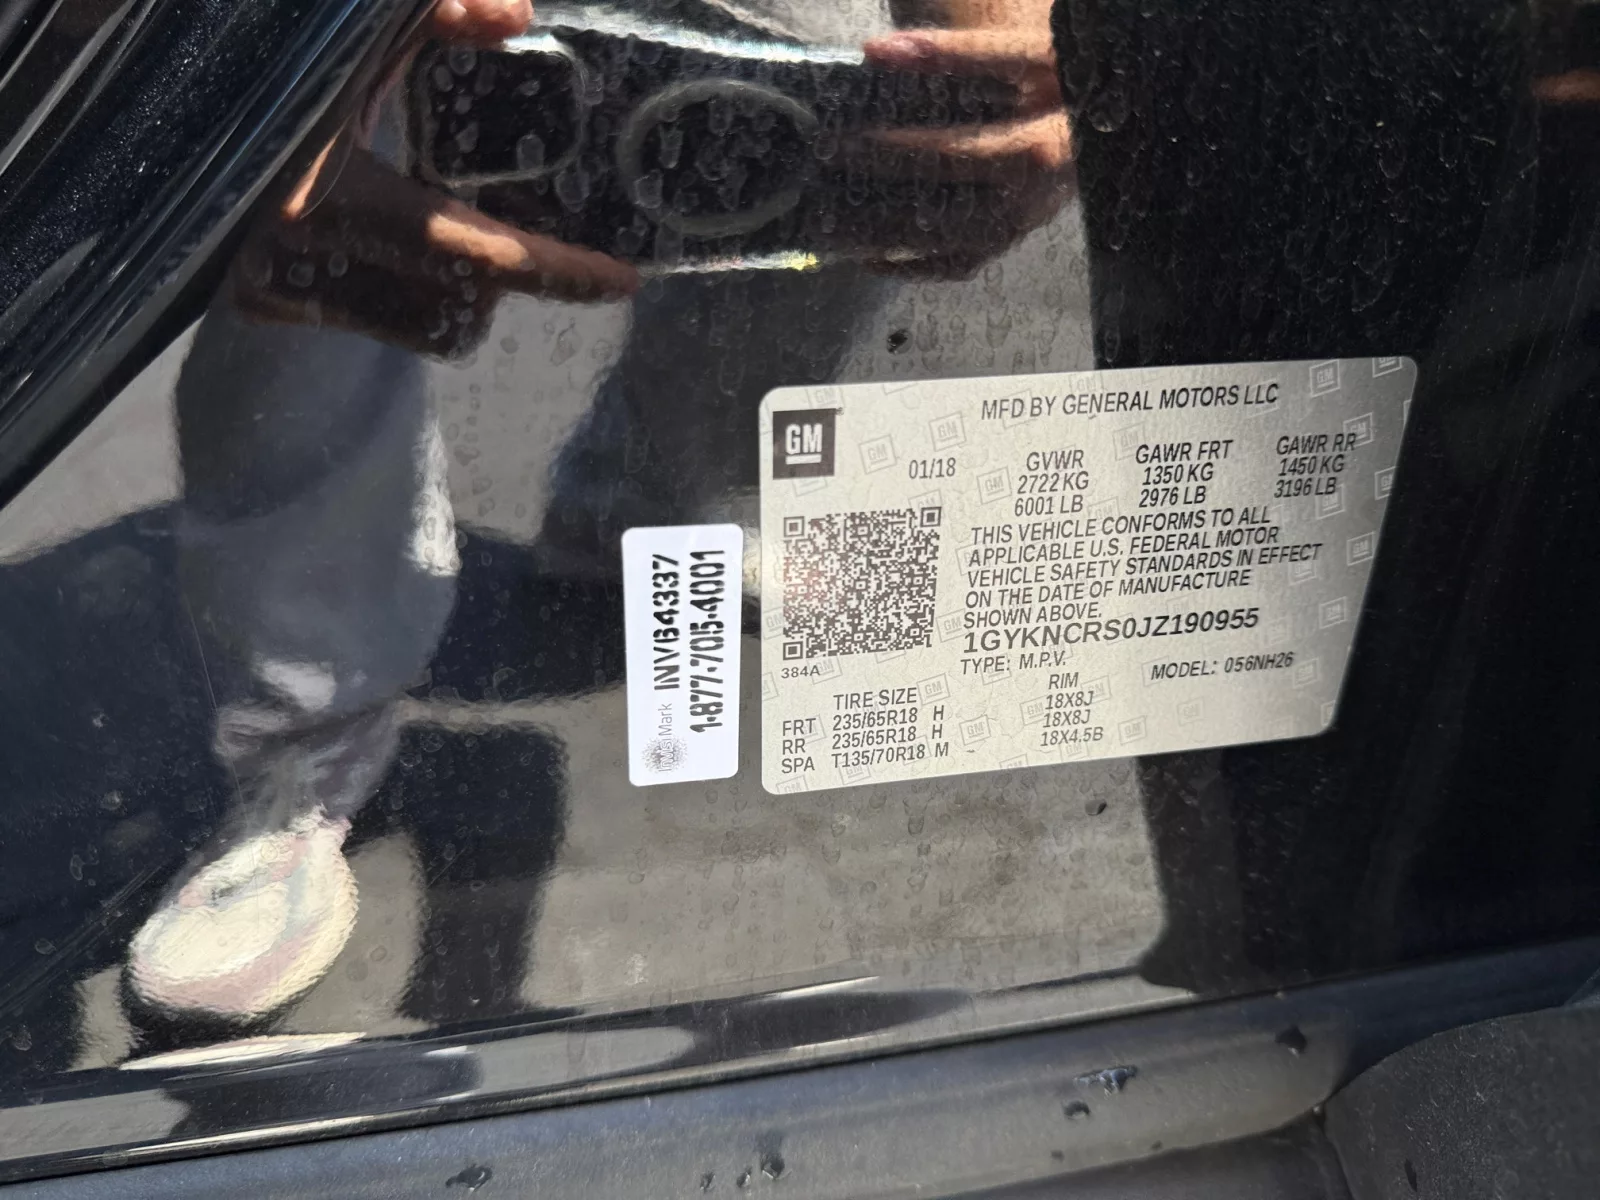 GM
MFD BY GENERAL MOTORS LLC
01/18
GVWR
2722 KG
6001 LB
GAWR FRT
1350 KG
2976 LB
GAWR RR
1450 KG
3196 LB
THIS VEHICLE CONFORMS TO ALL
APPLICABLE U.S. FEDERAL MOTOR
VEHICLE SAFETY STANDARDS IN EFFECT
ON THE DATE OF MANUFACTURE
SHOWN ABOVE.
1GYKNCRS0JZ190955
384A
TYPE: M.P.V.
MODEL: 056NH26
TIRE SIZE RIM
FRT 235/65R18 H 18X8J
RR 235/65R18 H 18X8J
SPA T135/70R18 M 18X4.5B
Mark
1-877-705-4001